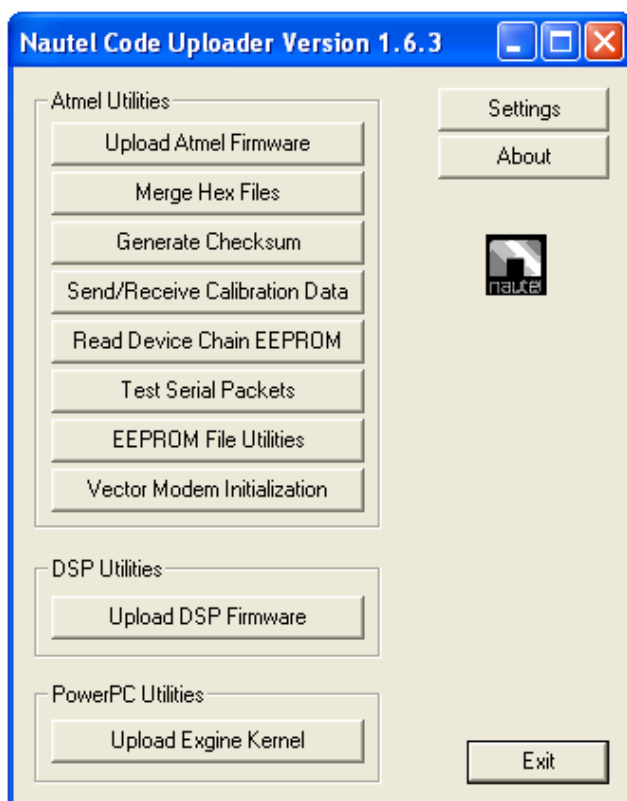 Nautel Code Uploader Version 1.6.3
Atmel Utilities
Upload Atmel Firmware
Merge Hex Files
Generate Checksum
Send/Receive Calibration Data
Read Device Chain EEPROM
Test Serial Packets
EEPROM File Utilities
Vector Modem Initialization
DSP Utilities
Upload DSP Firmware
PowerPC Utilities
Upload Exgine Kernel
Settings
About
nautel
Exit